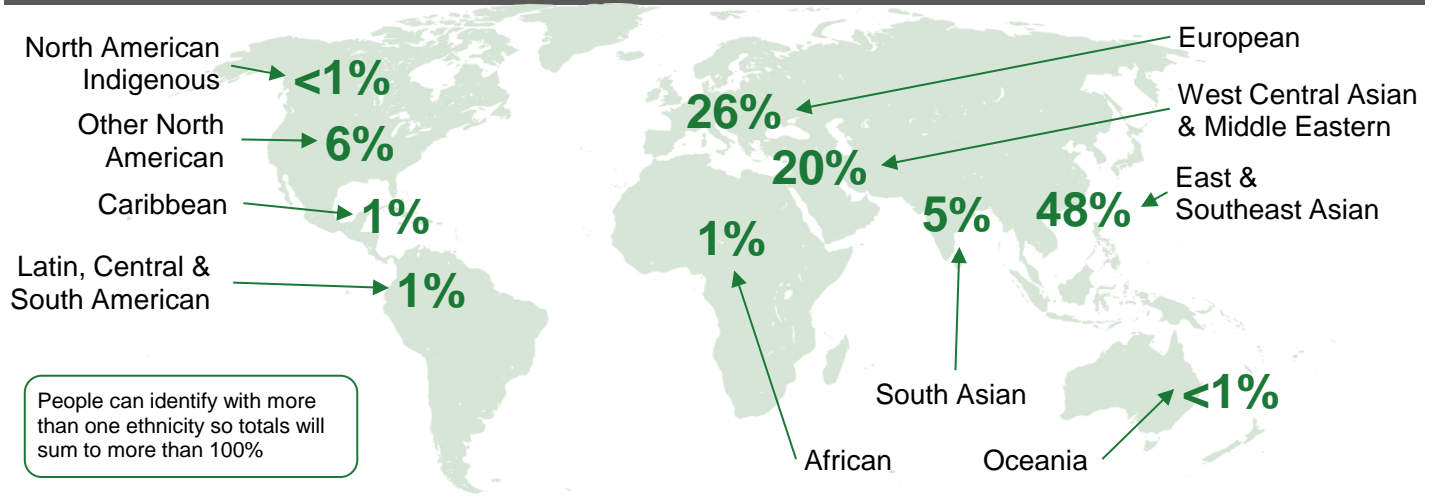 North American
Indigenous
<1%
Other North
American
6%
Caribbean
1%
Latin, Central &
South American
1%
European
26%
West Central Asian
& Middle Eastern
20%
East &
Southeast Asian
48%
5%
South Asian
1%
African
<1%
Oceania
People can identify with more
than one ethnicity so totals will
sum to more than 100%